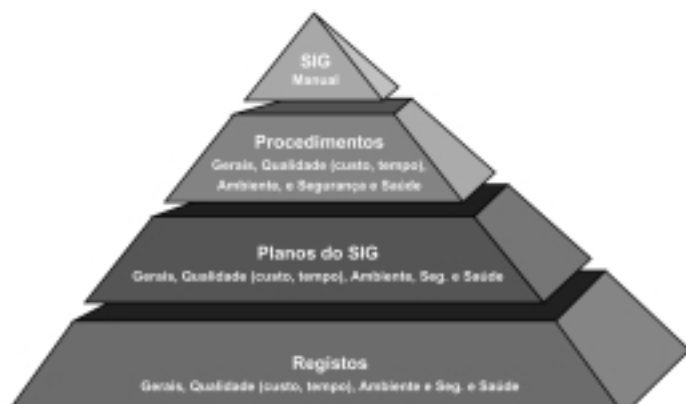 SIG
Manual
Procedimentos
Gerais, Qualidade (custo, tempo),
Ambiente, e Segurança e Saúde
Planos do SIG
Gerais, Qualidade (custo, tempo), Ambiente, Seg. e Saúde
Registos
Gerais, Qualidade (custo, tempo), Ambiente e Seg. e Saúde